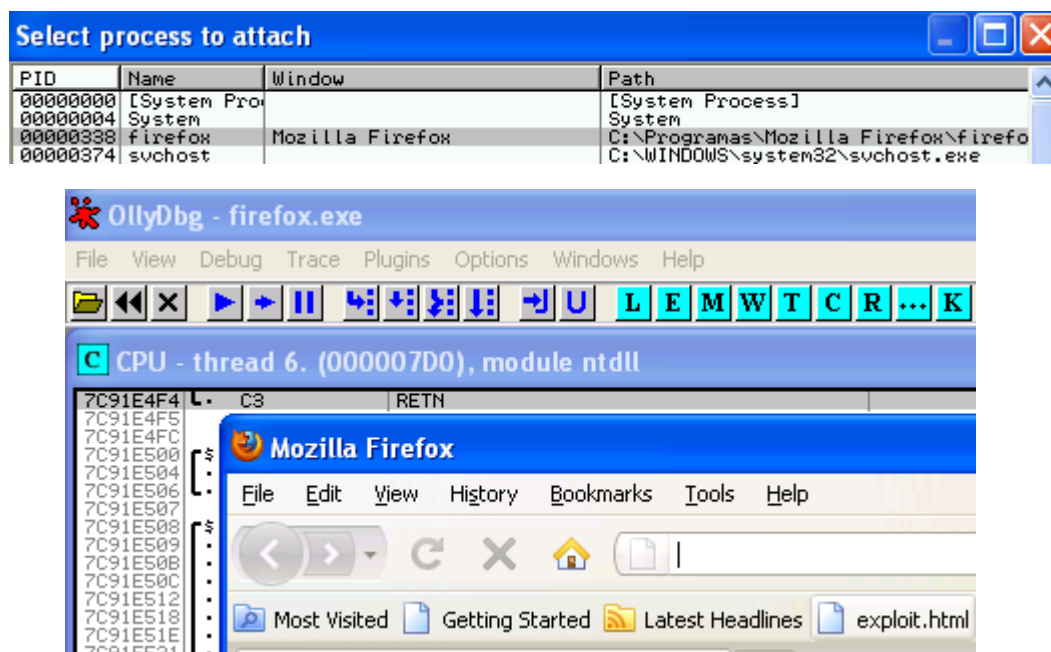 Select process to attach
PID Name Window Path
00000000 [System Pro [System Process]
00000004 System System
00000338 firefox Mozilla Firefox C:\Programas\Mozilla Firefox\firefo
00000374 svchost C:\WINDOWS\system32\svchost.exe
OllyDbg - firefox.exe
File View Debug Trace Plugins Options Windows Help
L E M W T C R ... K
C CPU - thread 6. (000007D0), module ntdll
7C91E4F4 C3 RETN
7C91E4F5
7C91E4FC
7C91E500 $
7C91E504
7C91E506
7C91E507
7C91E508 $
7C91E509
7C91E50B
7C91E50C
7C91E512
7C91E518
7C91E51E
Mozilla Firefox
File Edit View History Bookmarks Tools Help
Most Visited Getting Started Latest Headlines exploit.html